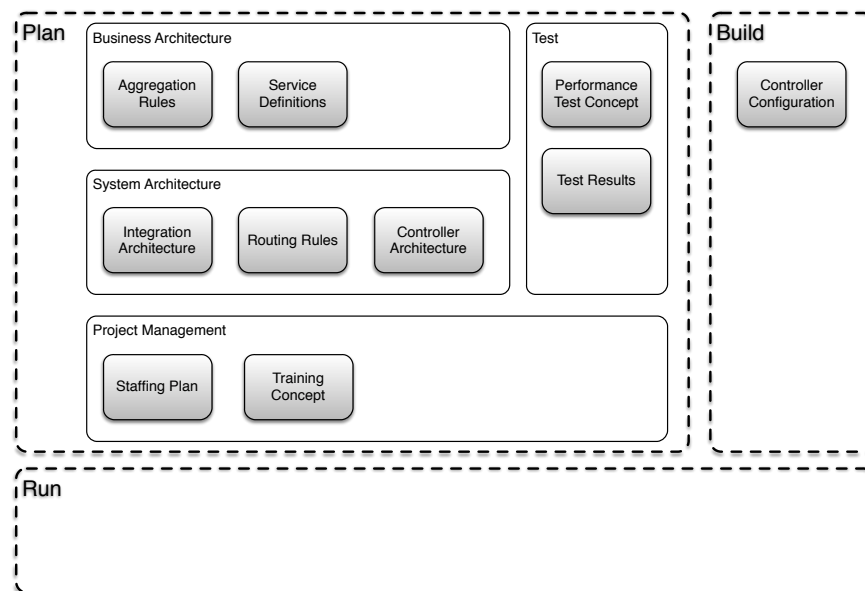 Plan
Business Architecture
Aggregation
Rules
Service
Definitions
Test
Performance
Test Concept
Test Results
System Architecture
Integration
Architecture
Routing Rules
Controller
Architecture
Project Management
Staffing Plan
Training
Concept
Build
Controller
Configuration
Run